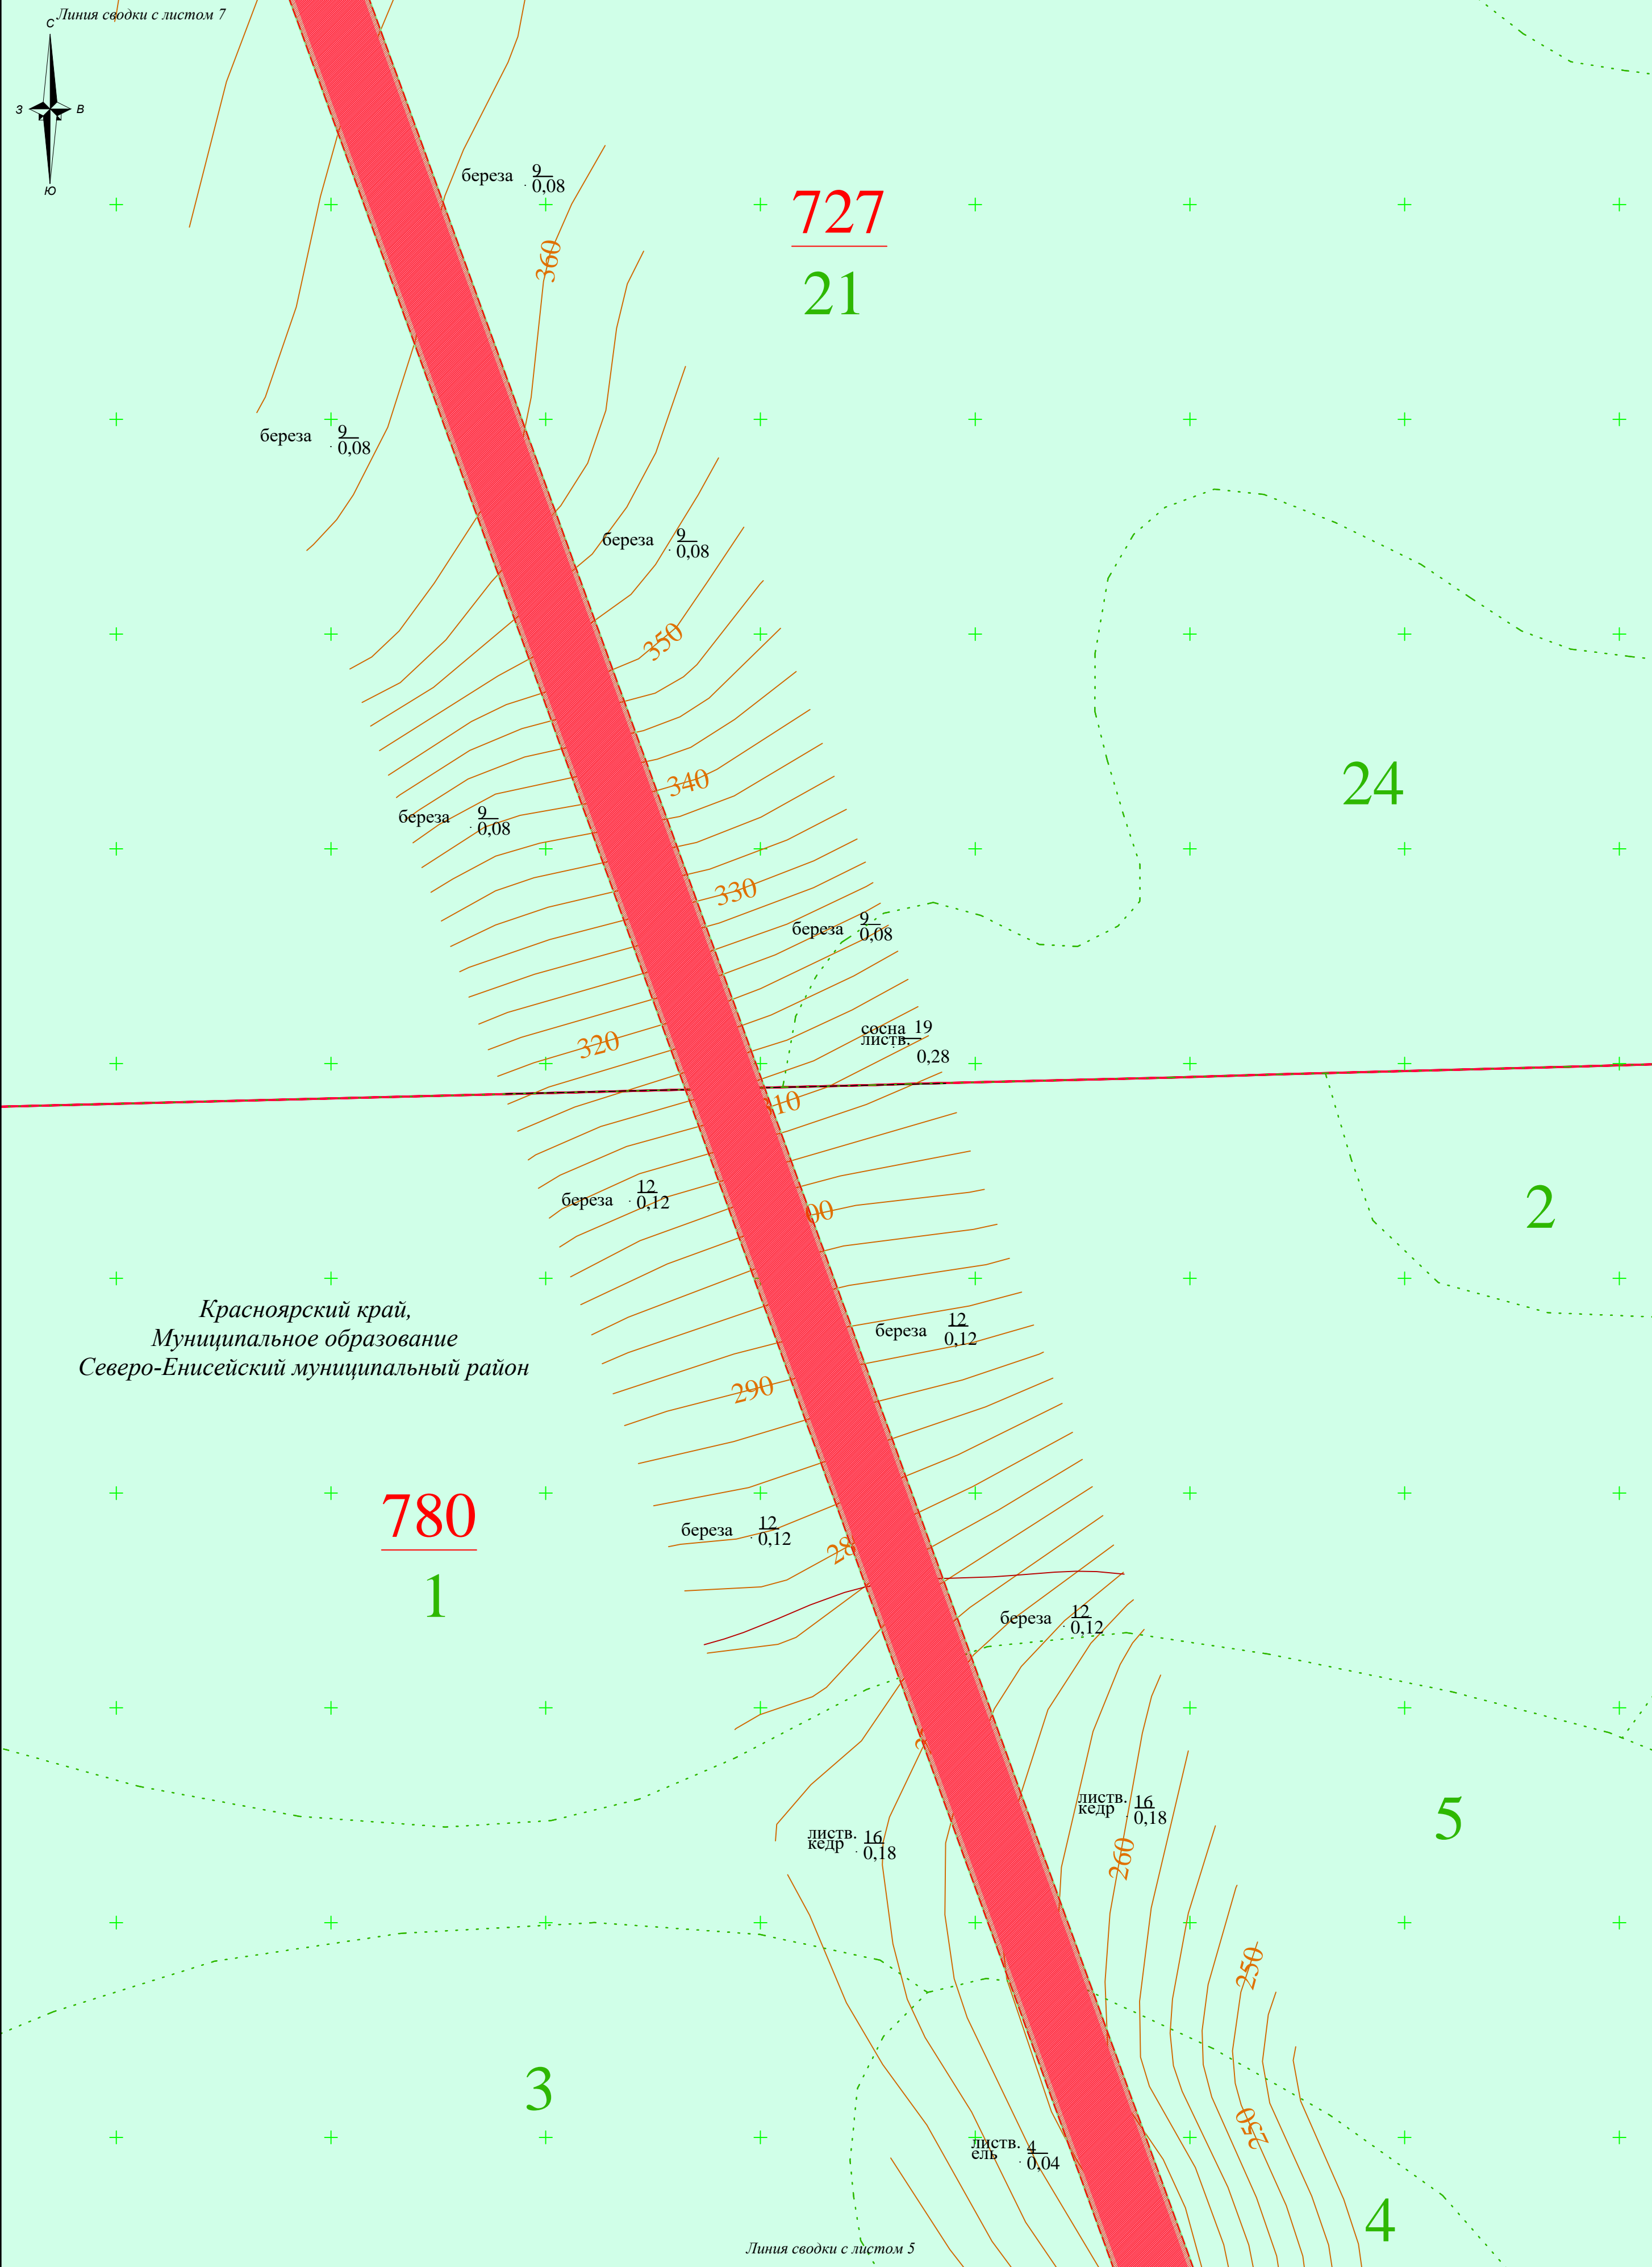 Линия сводки с листом 7
С
З
В
Ю
береза 9
0,08
727
21
360
береза 9
0,08
береза 9
0,08
350
24
340
береза 9
0,08
330
береза 9
0,08
сосна 19
листв.
0,28
320
310
береза 12
0,12
2
00
Красноярский край,
Муниципальное образование
Северо-Енисейский муниципальный район
береза 12
0,12
290
780
1
береза 12
0,12
28
береза 12
0,12
листв. 16
кедр 0,18
5
листв. 16
кедр 0,18
260
250
3
250
листв. 4
ель 0,04
4
Линия сводки с листом 5